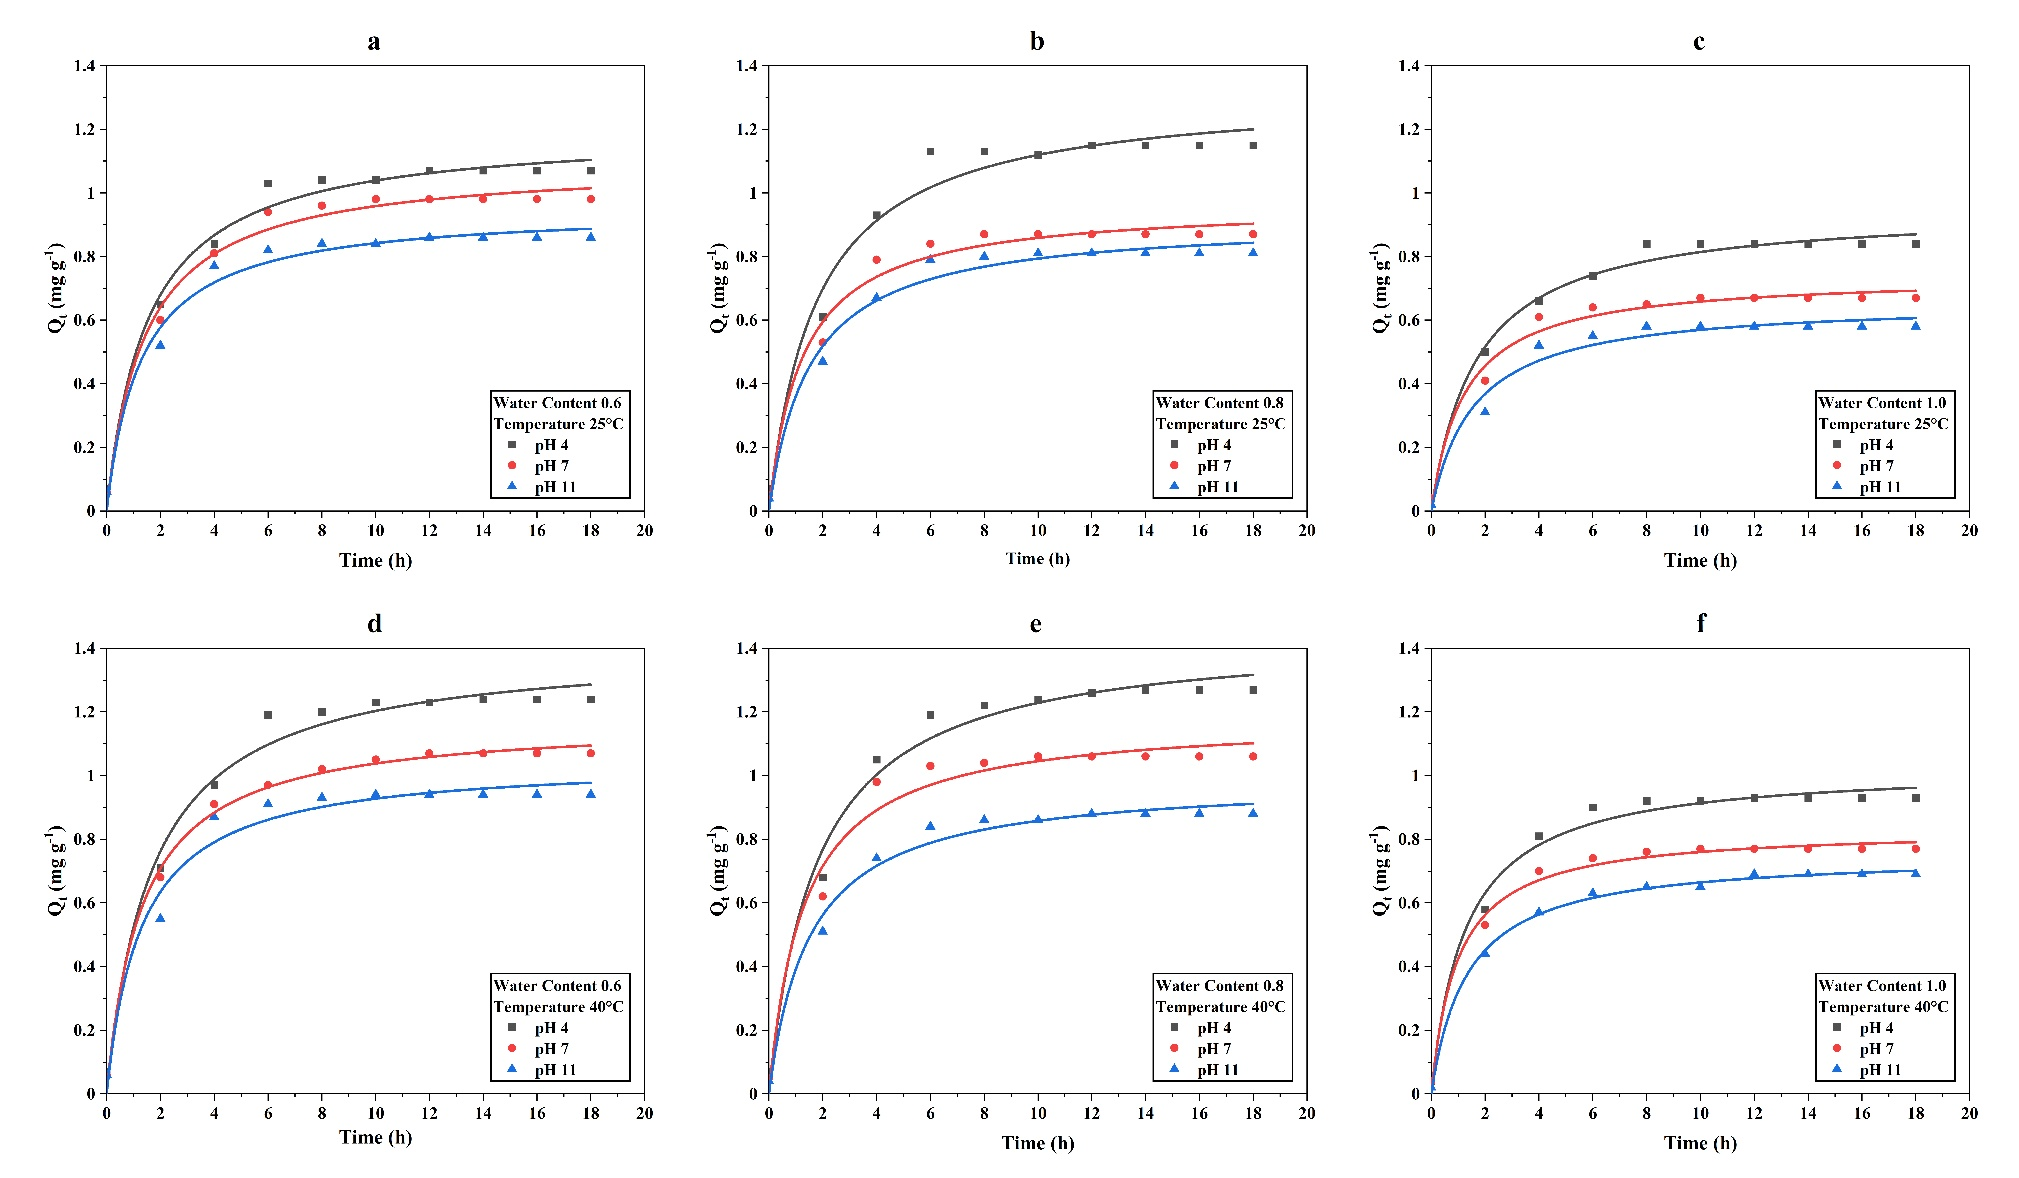 a
1.4
1.2
1
0.8
0.6
0.4
0.2
0
Qt (mg g-1)
0 2 4 6 8 10 12 14 16 18 20
Time (h)
Water Content 0.6
Temperature 25°C
pH 4
pH 7
pH 11
b
1.4
1.2
1
0.8
0.6
0.4
0.2
0
Qt (mg g-1)
0 2 4 6 8 10 12 14 16 18 20
Time (h)
Water Content 0.8
Temperature 25°C
pH 4
pH 7
pH 11
c
1.4
1.2
1
0.8
0.6
0.4
0.2
0
Qt (mg g-1)
0 2 4 6 8 10 12 14 16 18 20
Time (h)
Water Content 1.0
Temperature 25°C
pH 4
pH 7
pH 11
d
1.4
1.2
1
0.8
0.6
0.4
0.2
0
Qt (mg g-1)
0 2 4 6 8 10 12 14 16 18 20
Time (h)
Water Content 0.6
Temperature 40°C
pH 4
pH 7
pH 11
e
1.4
1.2
1
0.8
0.6
0.4
0.2
0
Qt (mg g-1)
0 2 4 6 8 10 12 14 16 18 20
Time (h)
Water Content 0.8
Temperature 40°C
pH 4
pH 7
pH 11
f
1.4
1.2
1
0.8
0.6
0.4
0.2
0
Qt (mg g-1)
0 2 4 6 8 10 12 14 16 18 20
Time (h)
Water Content 1.0
Temperature 40°C
pH 4
pH 7
pH 11